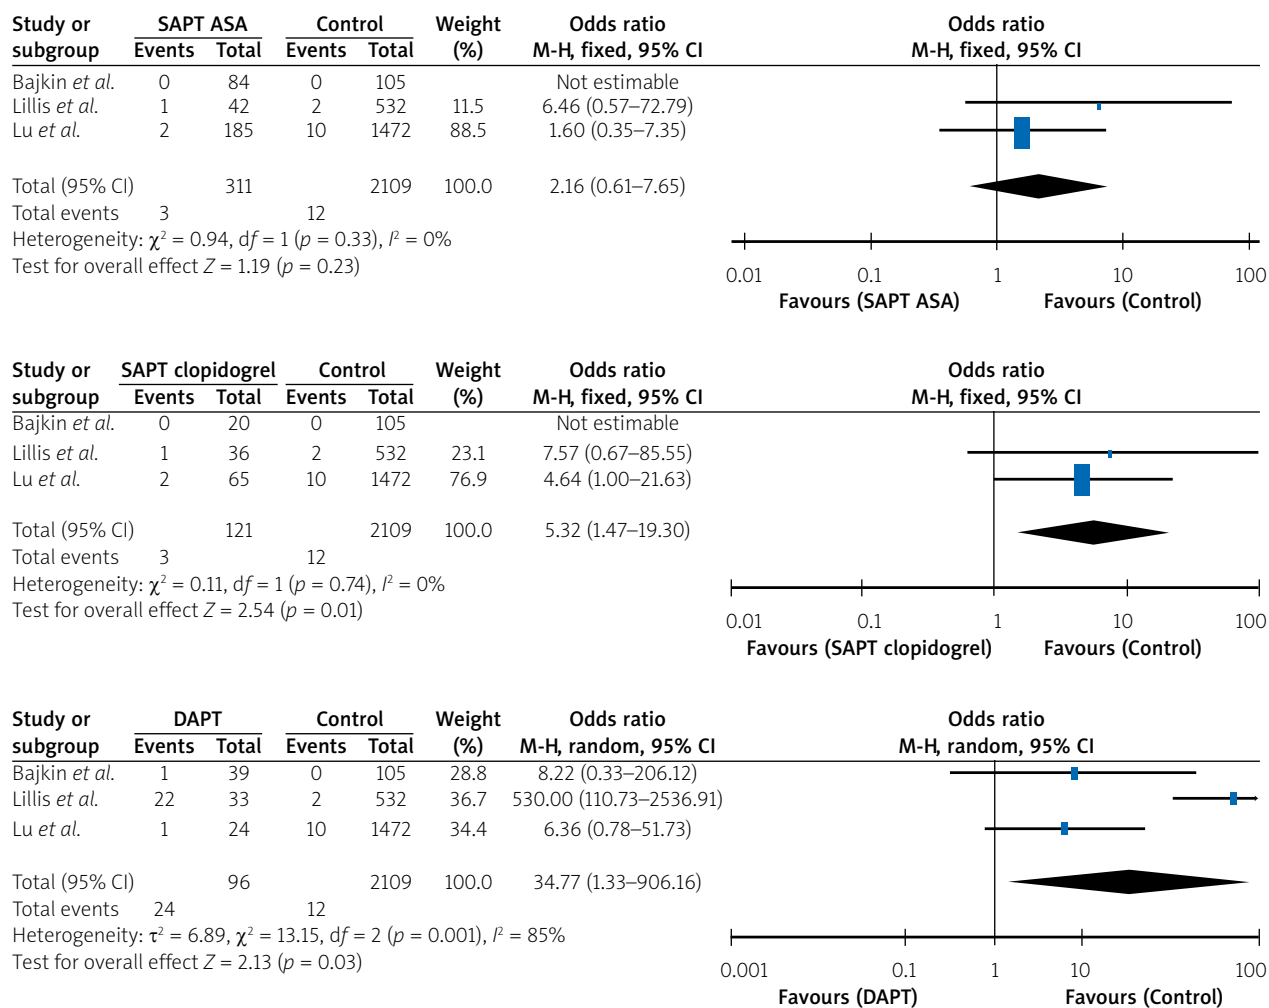 Study or SAPT ASA Control Weight Odds ratio Odds ratio
subgroup Events Total Events Total (%) M-H, fixed, 95% CI M-H, fixed, 95% CI
Bajkin et al. 0 84 0 105 Not estimable
Lillis et al. 1 42 2 532 11.5 6.46 (0.57–72.79)
Lu et al. 2 185 10 1472 88.5 1.60 (0.35–7.35)
Total (95% CI) 311 2109 100.0 2.16 (0.61–7.65)
Total events 3 12
Heterogeneity: χ² = 0.94, df = 1 (p = 0.33), I² = 0%
Test for overall effect Z = 1.19 (p = 0.23)
0.01 0.1 1 10 100
Favours (SAPT ASA) Favours (Control)
Study or SAPT clopidogrel Control Weight Odds ratio Odds ratio
subgroup Events Total Events Total (%) M-H, fixed, 95% CI M-H, fixed, 95% CI
Bajkin et al. 0 20 0 105 Not estimable
Lillis et al. 1 36 2 532 23.1 7.57 (0.67–85.55)
Lu et al. 2 65 10 1472 76.9 4.64 (1.00–21.63)
Total (95% CI) 121 2109 100.0 5.32 (1.47–19.30)
Total events 3 12
Heterogeneity: χ² = 0.11, df = 1 (p = 0.74), I² = 0%
Test for overall effect Z = 2.54 (p = 0.01)
0.01 0.1 1 10 100
Favours (SAPT clopidogrel) Favours (Control)
Study or DAPT Control Weight Odds ratio Odds ratio
subgroup Events Total Events Total (%) M-H, random, 95% CI M-H, random, 95% CI
Bajkin et al. 1 39 0 105 28.8 8.22 (0.33–206.12)
Lillis et al. 22 33 2 532 36.7 530.00 (110.73–2536.91)
Lu et al. 1 24 10 1472 34.4 6.36 (0.78–51.73)
Total (95% CI) 96 2109 100.0 34.77 (1.33–906.16)
Total events 24 12
Heterogeneity: τ² = 6.89, χ² = 13.15, df = 2 (p = 0.001), I² = 85%
Test for overall effect Z = 2.13 (p = 0.03)
0.001 0.1 1 10 100
Favours (DAPT) Favours (Control)